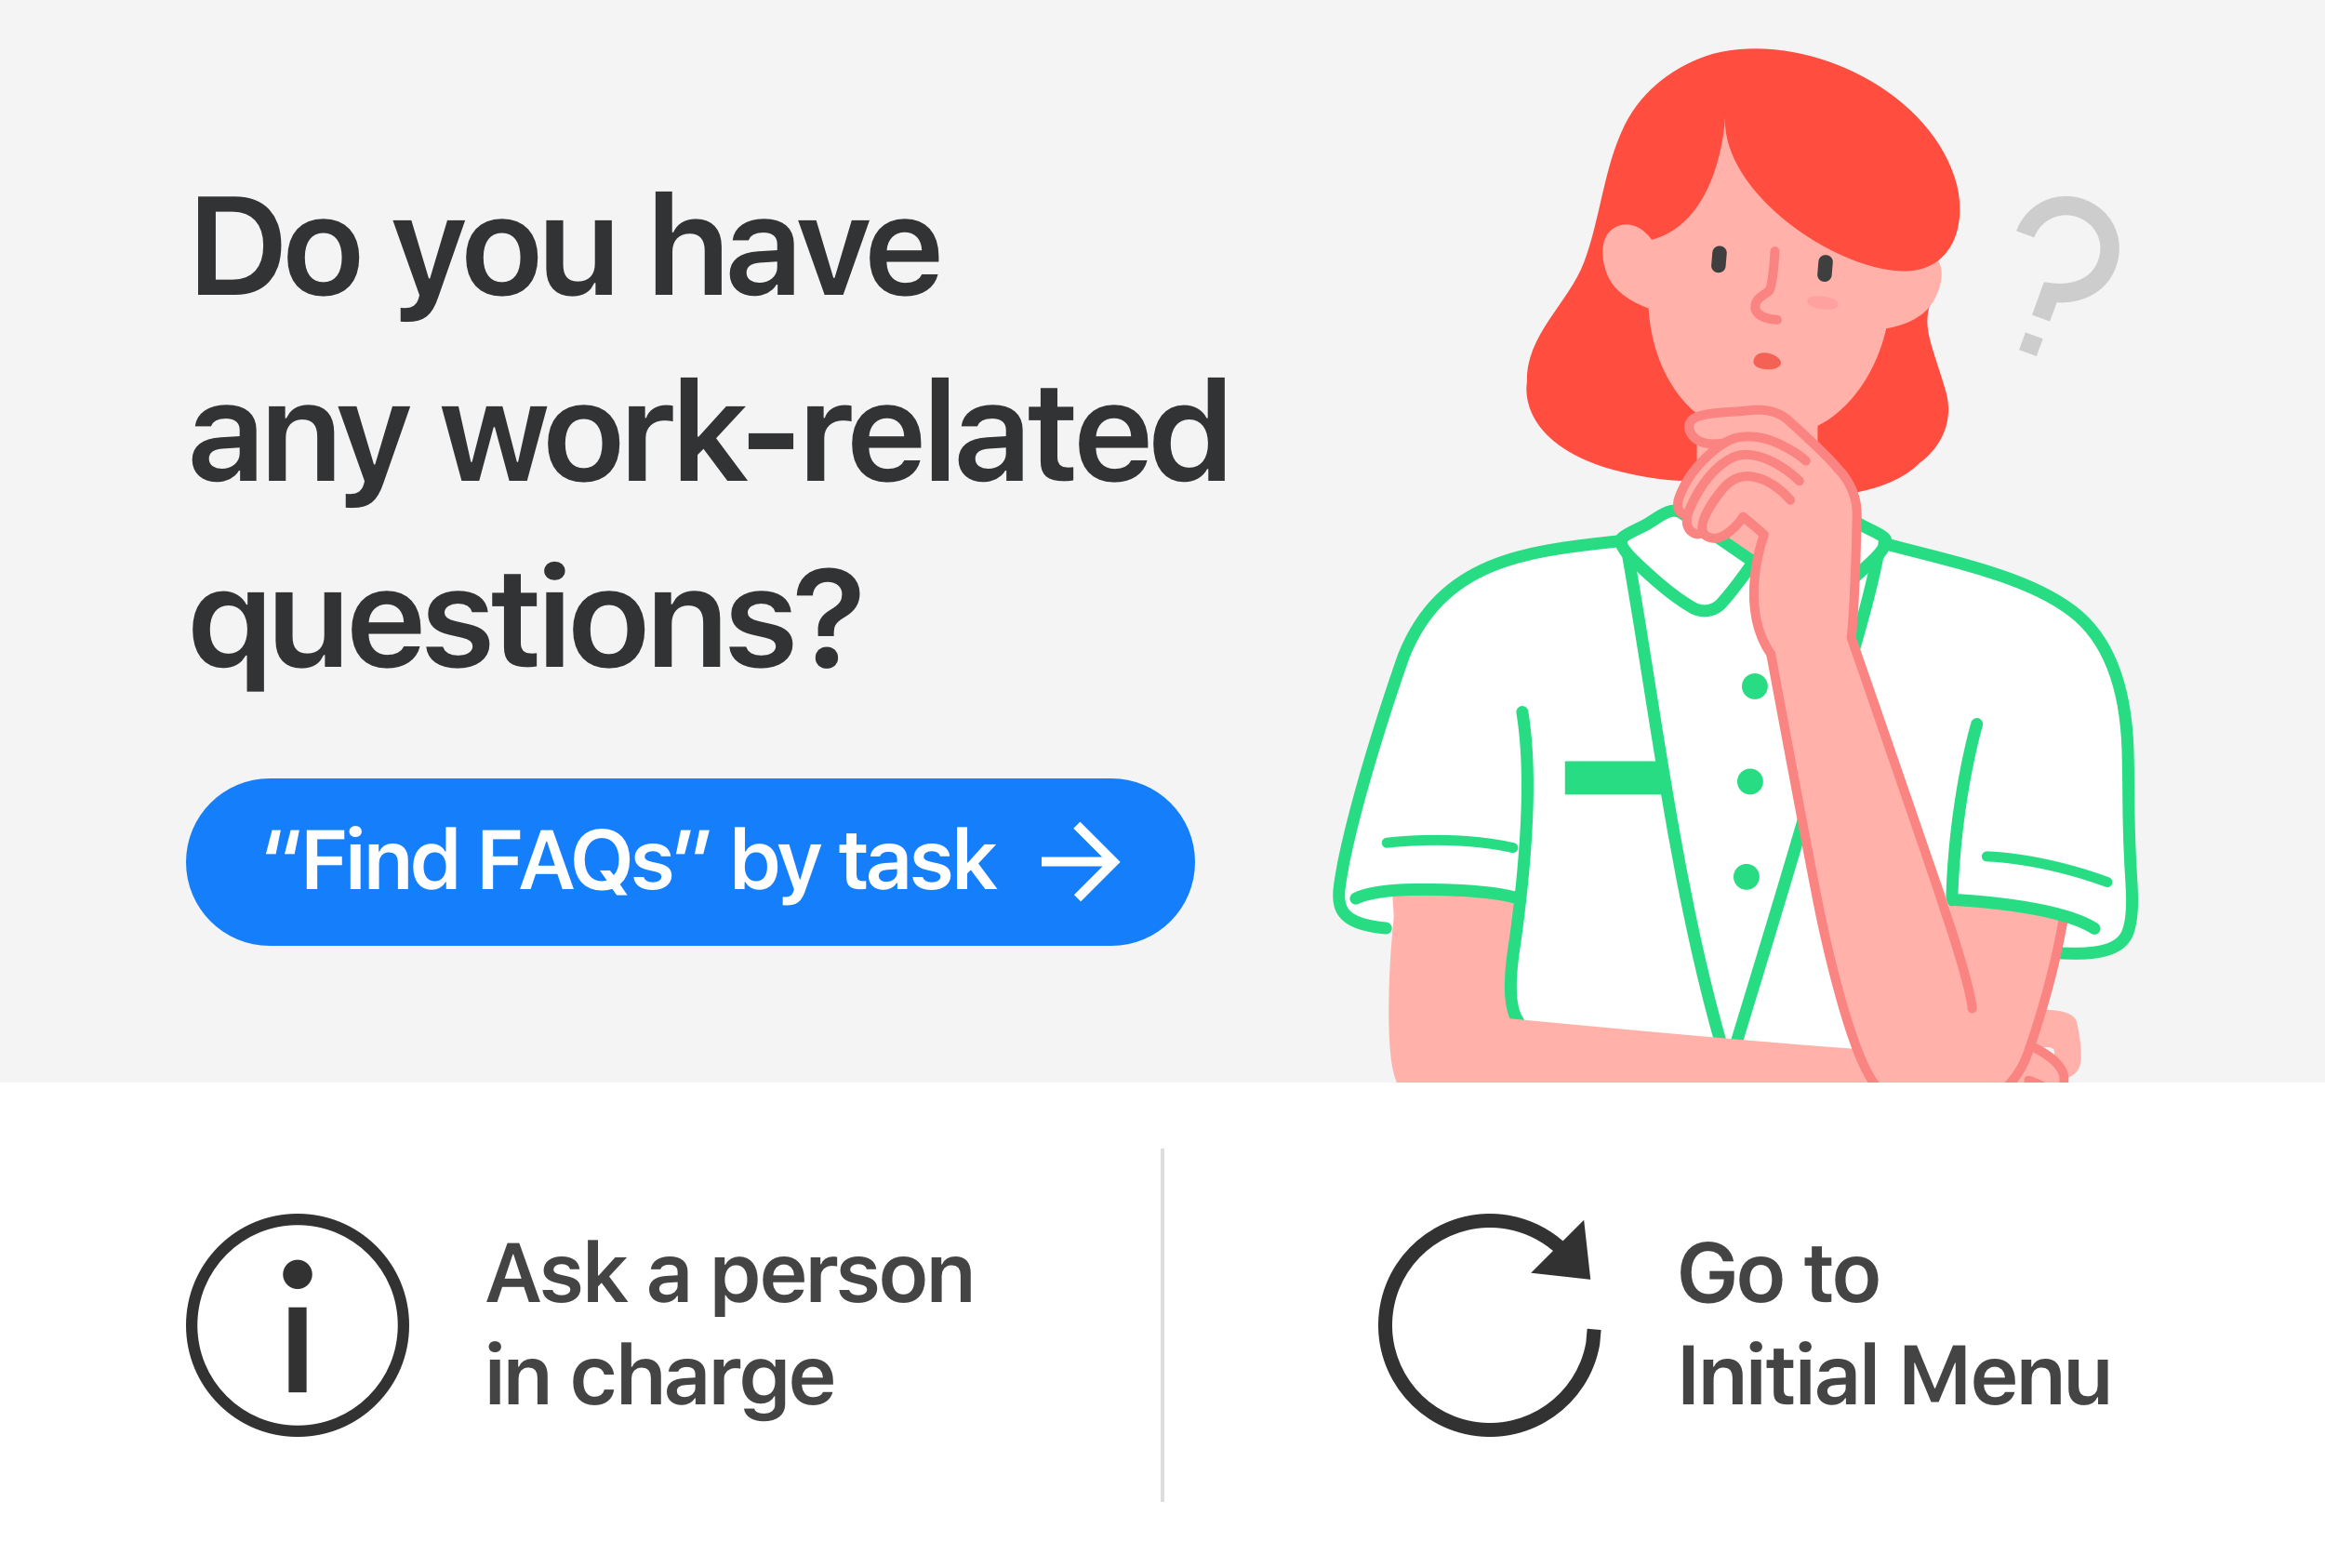 Do you have
any work-related
questions?
?
“Find FAQs” by task
Ask a person
in charge
Go to
Initial Menu